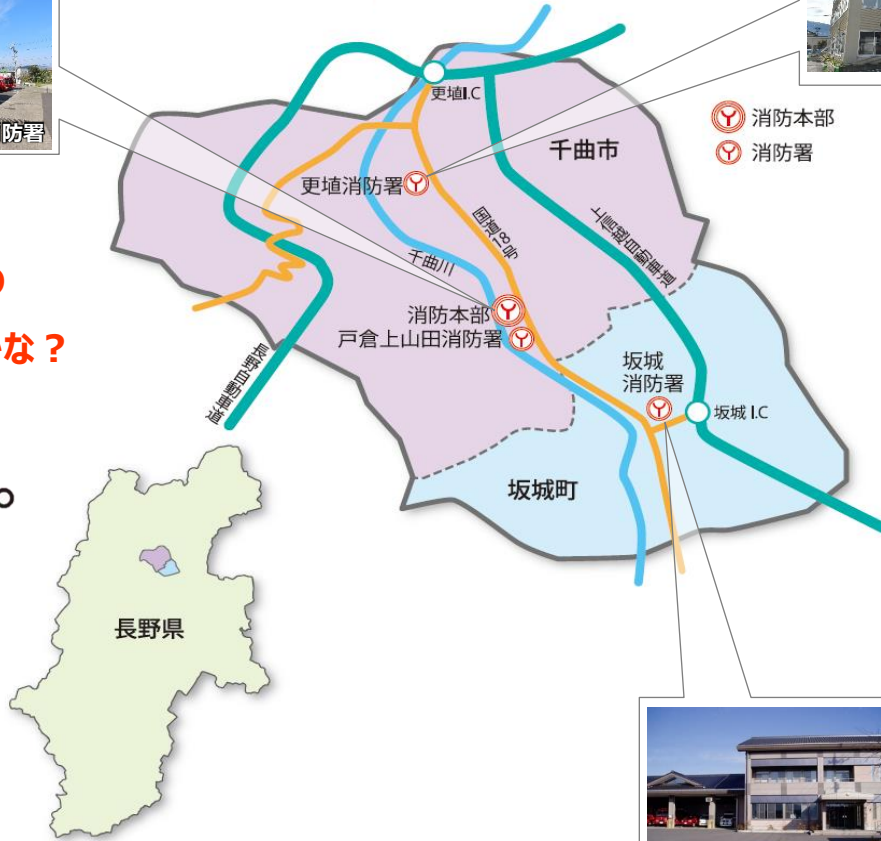 防署
更埴I.C
消防本部
消防署
千曲市
更埴消防署
国道18号
上信越自動車道
千曲川
消防本部
戸倉上山田消防署
かな？
長野自動車道
坂城
消防署
坂城 I.C
坂城町
。
長野県